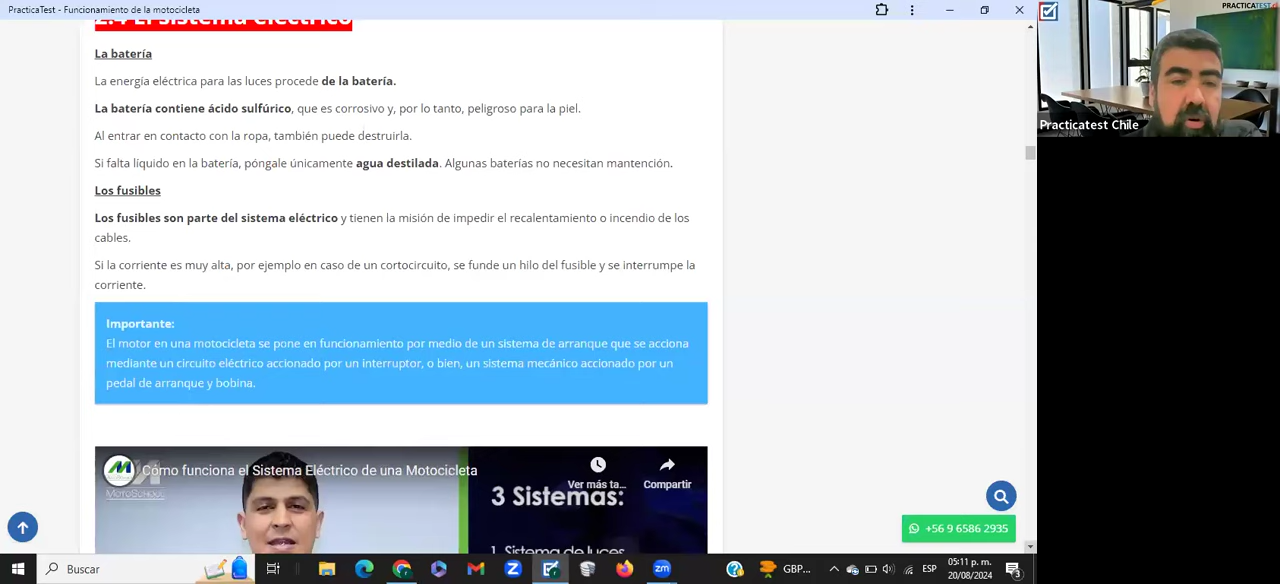 PracticaTest - Funcionamiento de la motocicleta
PRACTICATEST
2.4 El Sistema Eléctrico
La batería
La energía eléctrica para las luces procede de la batería.
La batería contiene ácido sulfúrico, que es corrosivo y, por lo tanto, peligroso para la piel.
Al entrar en contacto con la ropa, también puede destruirla.
Si falta líquido en la batería, póngale únicamente agua destilada. Algunas baterías no necesitan mantención.
Los fusibles
Los fusibles son parte del sistema eléctrico y tienen la misión de impedir el recalentamiento o incendio de los
cables.
Si la corriente es muy alta, por ejemplo en caso de un cortocircuito, se funde un hilo del fusible y se interrumpe la
corriente.
Importante:
El motor en una motocicleta se pone en funcionamiento por medio de un sistema de arranque que se acciona
mediante un circuito eléctrico accionado por un interruptor, o bien, un sistema mecánico accionado por un
pedal de arranque y bobina.
Como funciona el Sistema Eléctrico de una Motocicleta
MOTOSCHOOL
Ver más ta...
Compartir
3 Sistemas:
1. Sistema de luces
Practicatest Chile
+56 9 6586 2935
Buscar
zm
GBP...
ESP
05:11 p. m.
20/08/2024
3